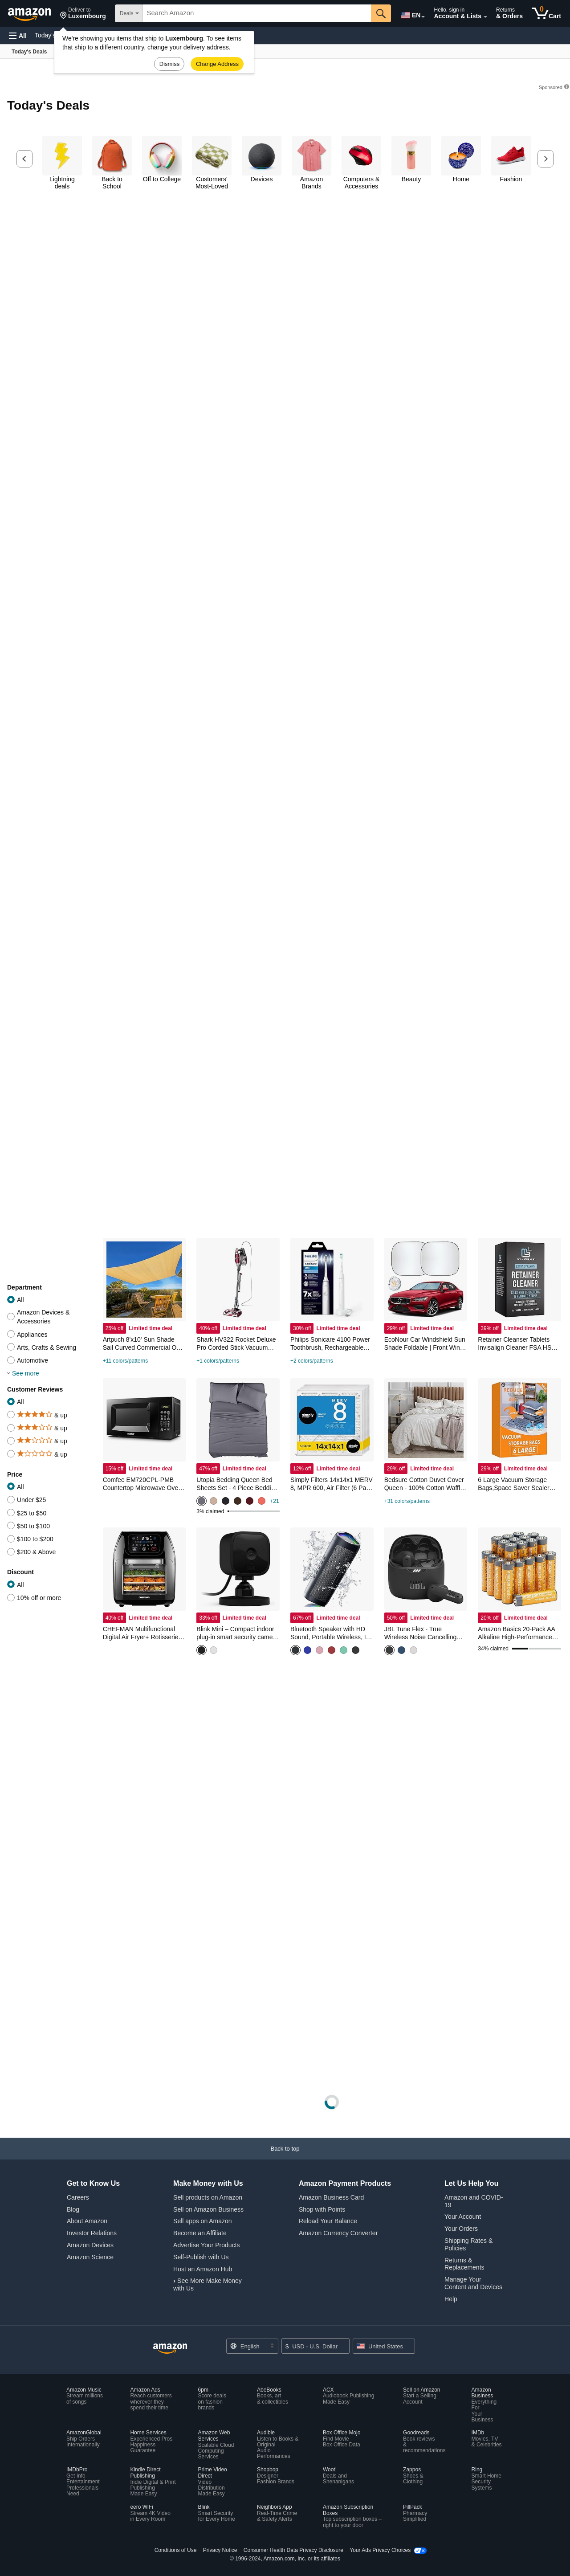 amazon
Deliver to
Luxembourg
Deals
Search Amazon
EN
Hello, sign in
Account & Lists
Returns
& Orders
0
Cart
All
Today's
We're showing you items that ship to Luxembourg. To see items
that ship to a different country, change your delivery address.
Dismiss
Change Address
Today's Deals
Sponsored
Today's Deals
Lightning
deals
Back to
School
Off to College
Customers'
Most-Loved
Devices
Amazon
Brands
Computers &
Accessories
Beauty
Home
Fashion
Department
All
Amazon Devices &
Accessories
Appliances
Arts, Crafts & Sewing
Automotive
See more
Customer Reviews
All
& up
& up
& up
& up
Price
All
Under $25
$25 to $50
$50 to $100
$100 to $200
$200 & Above
Discount
All
10% off or more
25% off Limited time deal
Artpuch 8'x10' Sun Shade
Sail Curved Commercial O…
+11 colors/patterns
40% off Limited time deal
Shark HV322 Rocket Deluxe
Pro Corded Stick Vacuum…
+1 colors/patterns
PHILIPS
sonicare
7x
30% off Limited time deal
Philips Sonicare 4100 Power
Toothbrush, Rechargeable…
+2 colors/patterns
29% off Limited time deal
EcoNour Car Windshield Sun
Shade Foldable | Front Win…
RETAINER
CLEANER
39% off Limited time deal
Retainer Cleanser Tablets
Invisalign Cleaner FSA HS…
15% off Limited time deal
Comfee EM720CPL-PMB
Countertop Microwave Ove…
47% off Limited time deal
Utopia Bedding Queen Bed
Sheets Set - 4 Piece Beddi…
+21
3% claimed
simply
8
14x14x1
12% off Limited time deal
Simply Filters 14x14x1 MERV
8, MPR 600, Air Filter (6 Pa…
29% off Limited time deal
Bedsure Cotton Duvet Cover
Queen - 100% Cotton Waffl…
+31 colors/patterns
VACUUM
STORAGE BAGS
6 LARGE
29% off Limited time deal
6 Large Vacuum Storage
Bags,Space Saver Sealer…
40% off Limited time deal
CHEFMAN Multifunctional
Digital Air Fryer+ Rotisserie…
33% off Limited time deal
Blink Mini – Compact indoor
plug-in smart security came…
67% off Limited time deal
Bluetooth Speaker with HD
Sound, Portable Wireless, I…
JBL
50% off Limited time deal
JBL Tune Flex - True
Wireless Noise Cancelling…
20% off Limited time deal
Amazon Basics 20-Pack AA
Alkaline High-Performance…
34% claimed
Back to top
Get to Know Us
Careers
Blog
About Amazon
Investor Relations
Amazon Devices
Amazon Science
Make Money with Us
Sell products on Amazon
Sell on Amazon Business
Sell apps on Amazon
Become an Affiliate
Advertise Your Products
Self-Publish with Us
Host an Amazon Hub
› See More Make Money
with Us
Amazon Payment Products
Amazon Business Card
Shop with Points
Reload Your Balance
Amazon Currency Converter
Let Us Help You
Amazon and COVID-
19
Your Account
Your Orders
Shipping Rates &
Policies
Returns &
Replacements
Manage Your
Content and Devices
Help
amazon
English
$ USD - U.S. Dollar
United States
Amazon Music
Stream millions
of songs
Amazon Ads
Reach customers
wherever they
spend their time
6pm
Score deals
on fashion
brands
AbeBooks
Books, art
& collectibles
ACX
Audiobook Publishing
Made Easy
Sell on Amazon
Start a Selling
Account
Amazon
Business
Everything
For
Your
Business
AmazonGlobal
Ship Orders
Internationally
Home Services
Experienced Pros
Happiness
Guarantee
Amazon Web
Services
Scalable Cloud
Computing
Services
Audible
Listen to Books &
Original
Audio
Performances
Box Office Mojo
Find Movie
Box Office Data
Goodreads
Book reviews
&
recommendations
IMDb
Movies, TV
& Celebrities
IMDbPro
Get Info
Entertainment
Professionals
Need
Kindle Direct
Publishing
Indie Digital & Print
Publishing
Made Easy
Prime Video
Direct
Video
Distribution
Made Easy
Shopbop
Designer
Fashion Brands
Woot!
Deals and
Shenanigans
Zappos
Shoes &
Clothing
Ring
Smart Home
Security
Systems
eero WiFi
Stream 4K Video
in Every Room
Blink
Smart Security
for Every Home
Neighbors App
Real-Time Crime
& Safety Alerts
Amazon Subscription
Boxes
Top subscription boxes –
right to your door
PillPack
Pharmacy
Simplified
Conditions of Use
Privacy Notice
Consumer Health Data Privacy Disclosure
Your Ads Privacy Choices
© 1996-2024, Amazon.com, Inc. or its affiliates